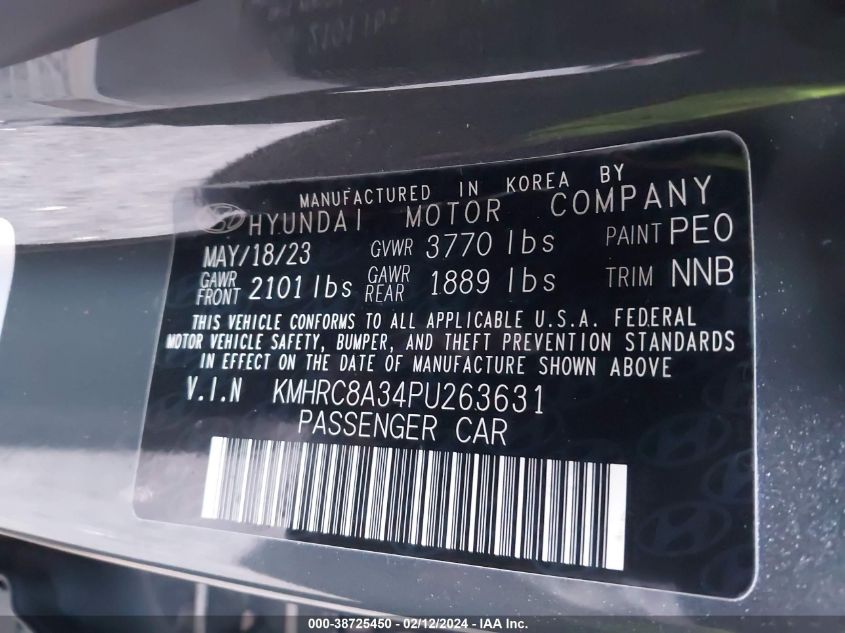 MANUFACTURED IN KOREA BY
HYUNDAI MOTOR COMPANY
MAY/18/23 GVWR 3770 lbs PAINT PE0
GAWR FRONT 2101 lbs GAWR REAR 1889 lbs TRIM NNB
THIS VEHICLE CONFORMS TO ALL APPLICABLE U.S.A. FEDERAL
MOTOR VEHICLE SAFETY, BUMPER, AND THEFT PREVENTION STANDARDS
IN EFFECT ON THE DATE OF MANUFACTURE SHOWN ABOVE
V.I.N KMHRC8A34PU263631
PASSENGER CAR
000-38725450 - 02/12/2024 - IAA Inc.